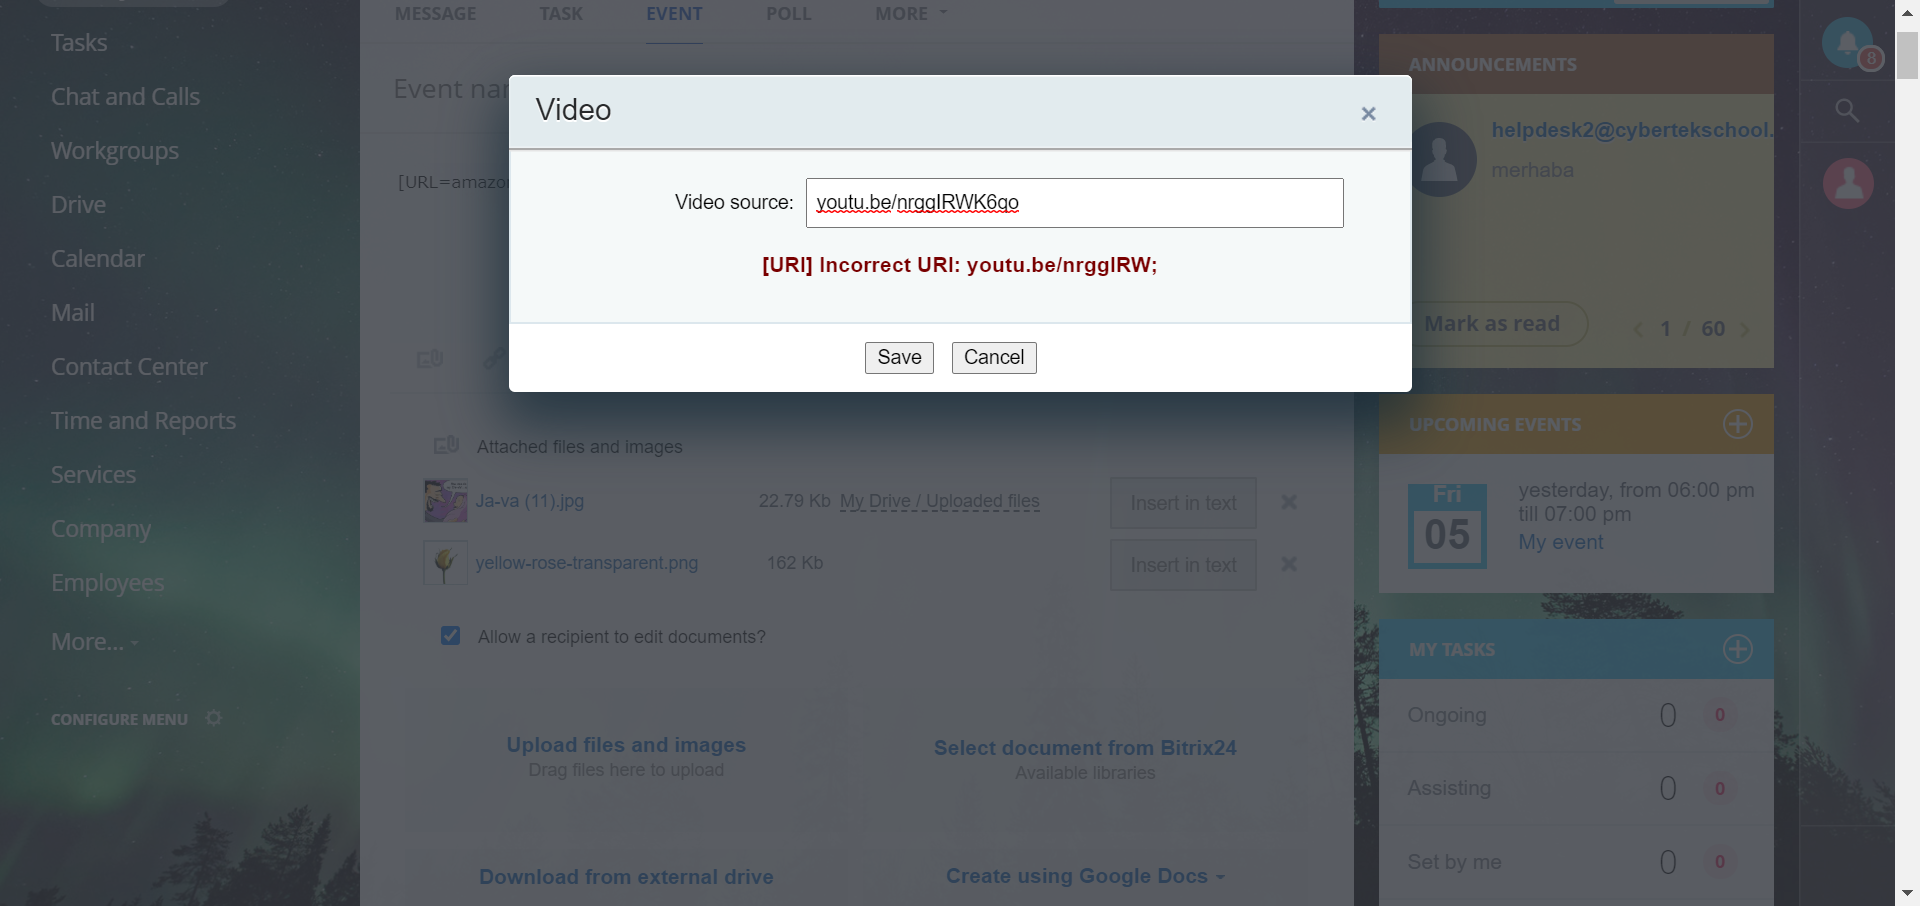 Tasks
Chat and Calls
Workgroups
Drive
Calendar
Mail
Contact Center
Time and Reports
Services
Company
Employees
More...
CONFIGURE MENU
MESSAGE TASK EVENT POLL MORE
Event
[URL=amazo
Video ×
Video source: youtu.be/nrggIRWK6qo
[URI] Incorrect URI: youtu.be/nrggIRW;
Save Cancel
Attached files and images
Ja-va (11).jpg 22.79 Kb My Drive / Uploaded files Insert in text
yellow-rose-transparent.png 162 Kb Insert in text
Allow a recipient to edit documents?
Upload files and images
Drag files here to upload
Select document from Bitrix24
Available libraries
Download from external drive
Create using Google Docs
ANNOUNCEMENTS
helpdesk2@cybertekschool.
merhaba
Mark as read
1 / 60
UPCOMING EVENTS
Fri
05
yesterday, from 06:00 pm
till 07:00 pm
My event
MY TASKS
Ongoing 0 0
Assisting 0 0
Set by me 0 0
8